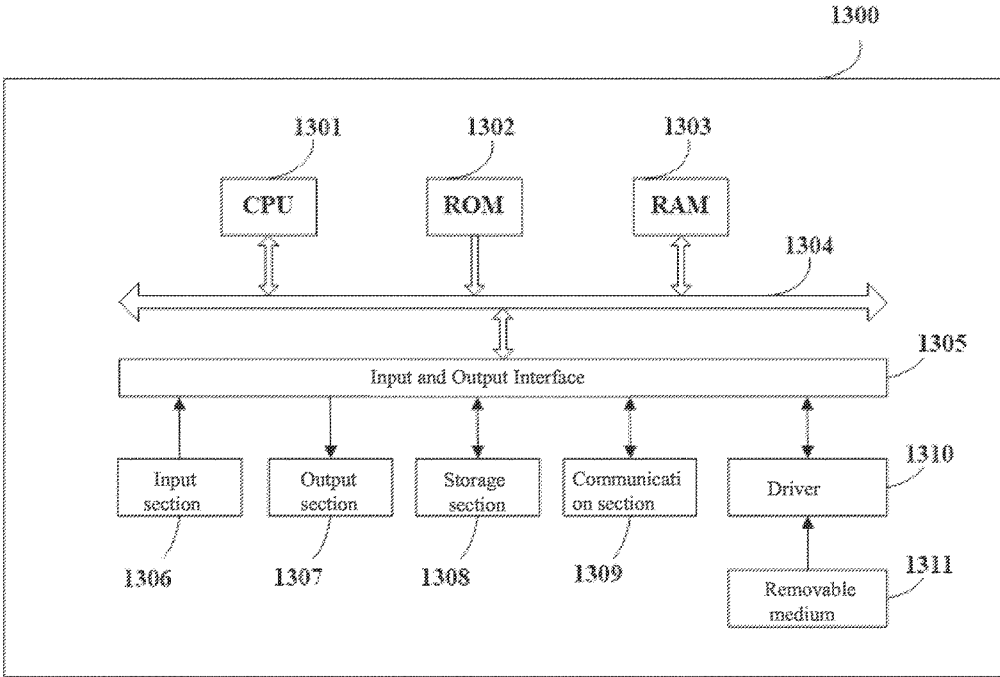 1300
1301
1302
1303
CPU
ROM
RAM
1304
1305
Input and Output Interface
1310
Input
section
Output
section
Storage
section
Communicati
on section
Driver
1306
1307
1308
1309
1311
Removable
medium